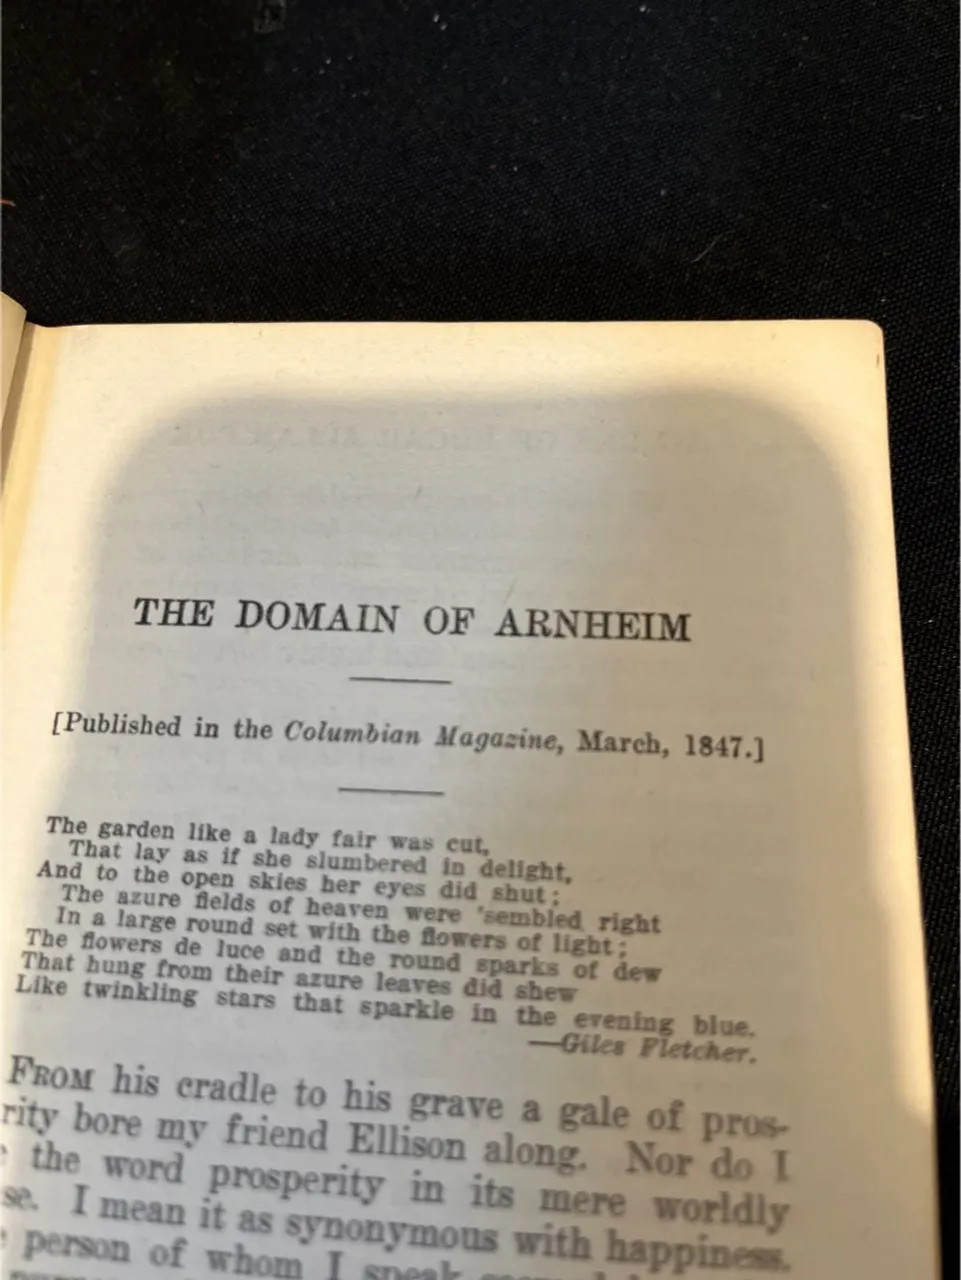 THE DOMAIN OF ARNHEIM
[Published in the Columbian Magazine, March, 1847.]
The garden like a lady fair was cut,
That lay as if she slumbered in delight,
And to the open skies her eyes did shut;
The azure fields of heaven were 'sembled right
In a large round set with the flowers of light;
The flowers de luce and the round sparks of dew
That hung from their azure leaves did shew
Like twinkling stars that sparkle in the evening blue.
—Giles Fletcher.
FROM his cradle to his grave a gale of pros-
rity bore my friend Ellison along. Nor do I
the word prosperity in its mere worldly
se. I mean it as synonymous with happiness.
person of whom I speak